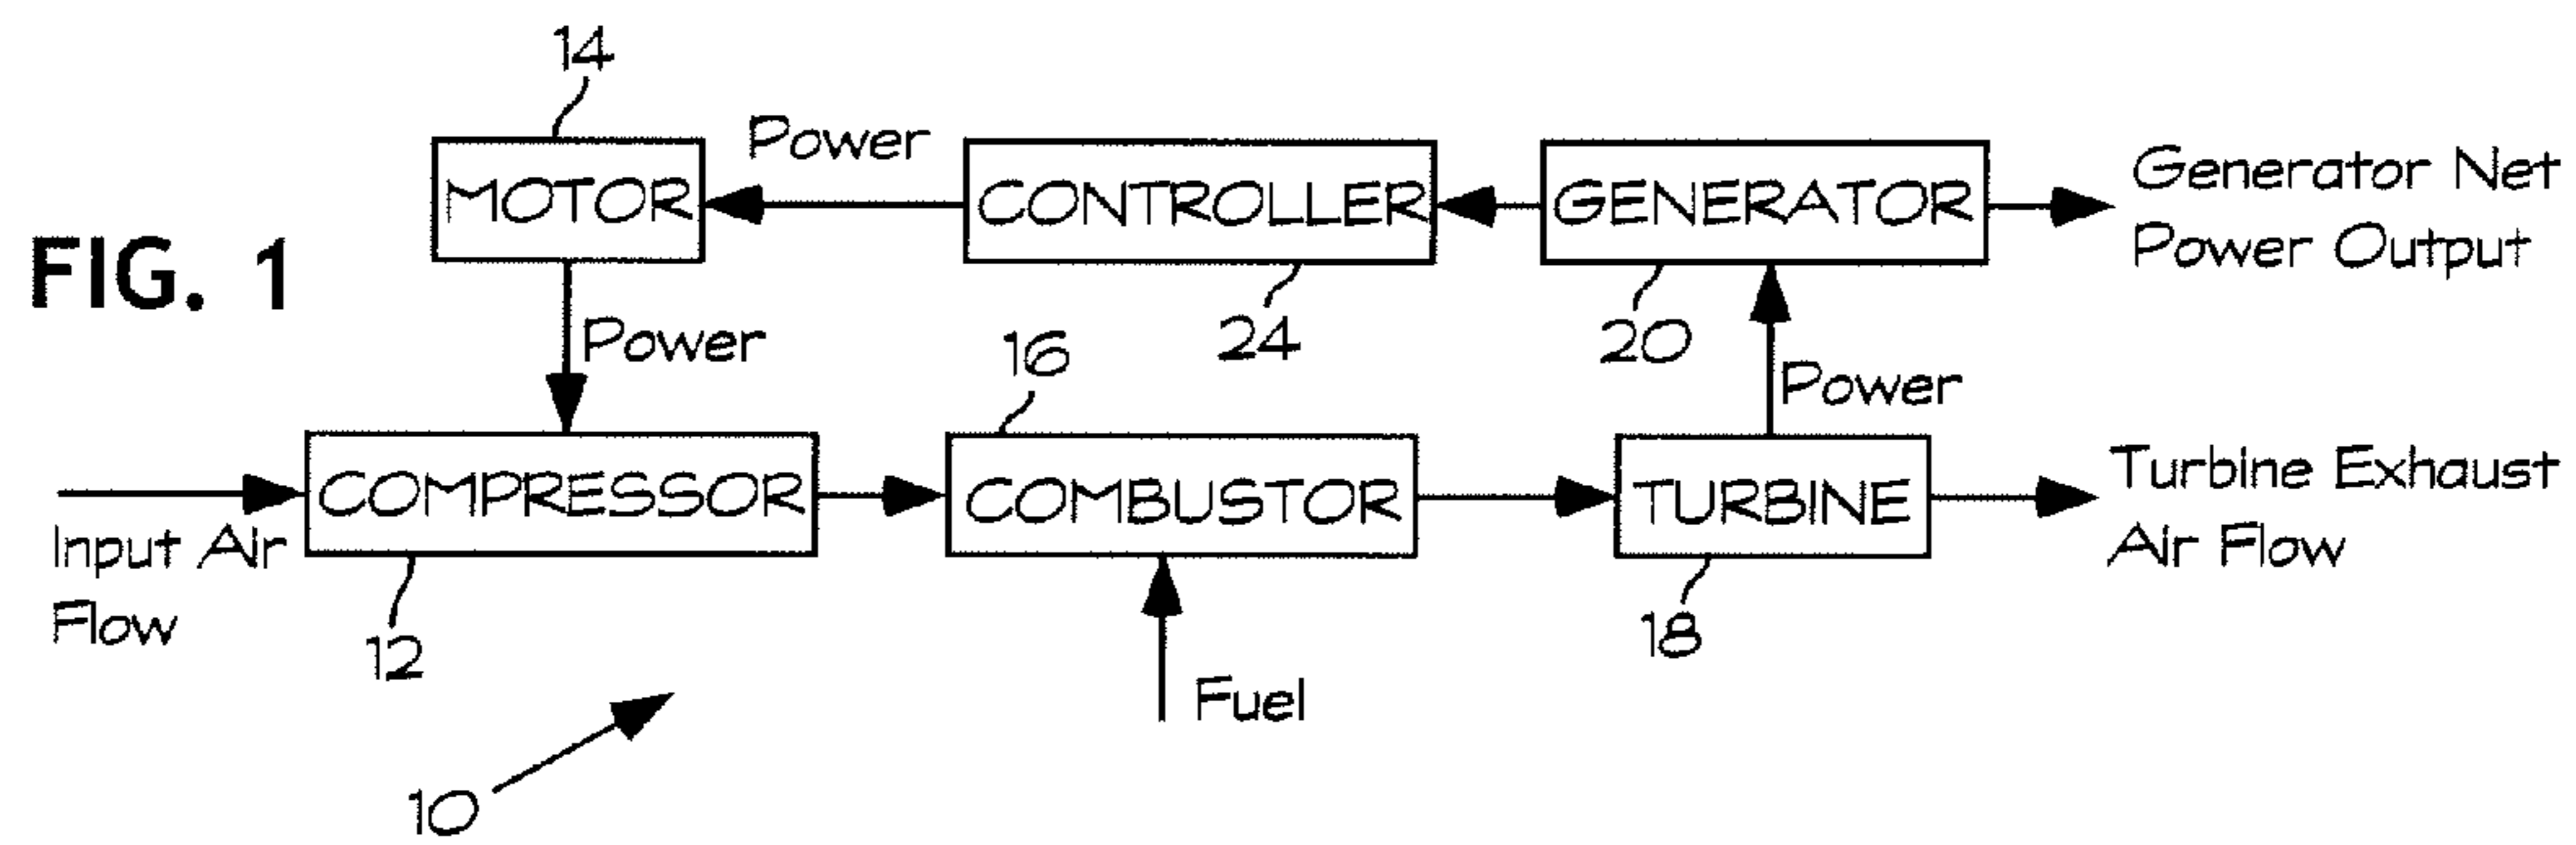 14
Power
MOTOR
CONTROLLER
GENERATOR
Generator Net
Power Output
FIG. 1
Power
16
24
20
Power
COMPRESSOR
COMBUSTOR
TURBINE
Turbine Exhaust
Air Flow
Input Air
Flow
12
18
Fuel
10